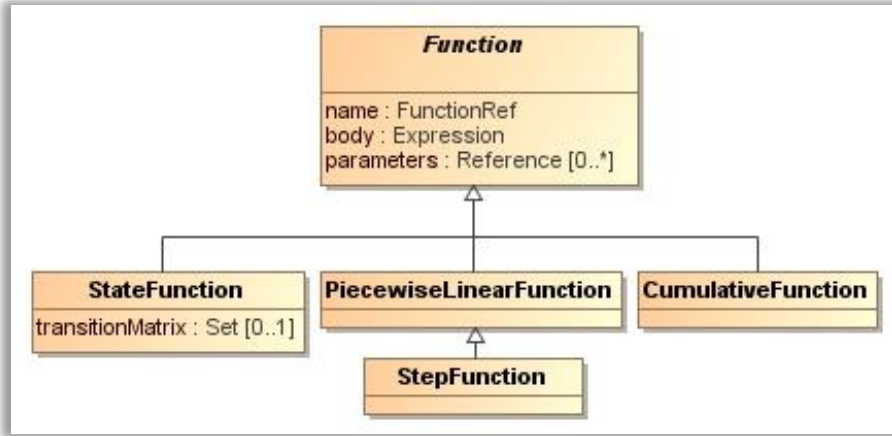 Function
name : FunctionRef
body : Expression
parameters : Reference [0..*]
StateFunction
transitionMatrix : Set [0..1]
PiecewiseLinearFunction
CumulativeFunction
StepFunction